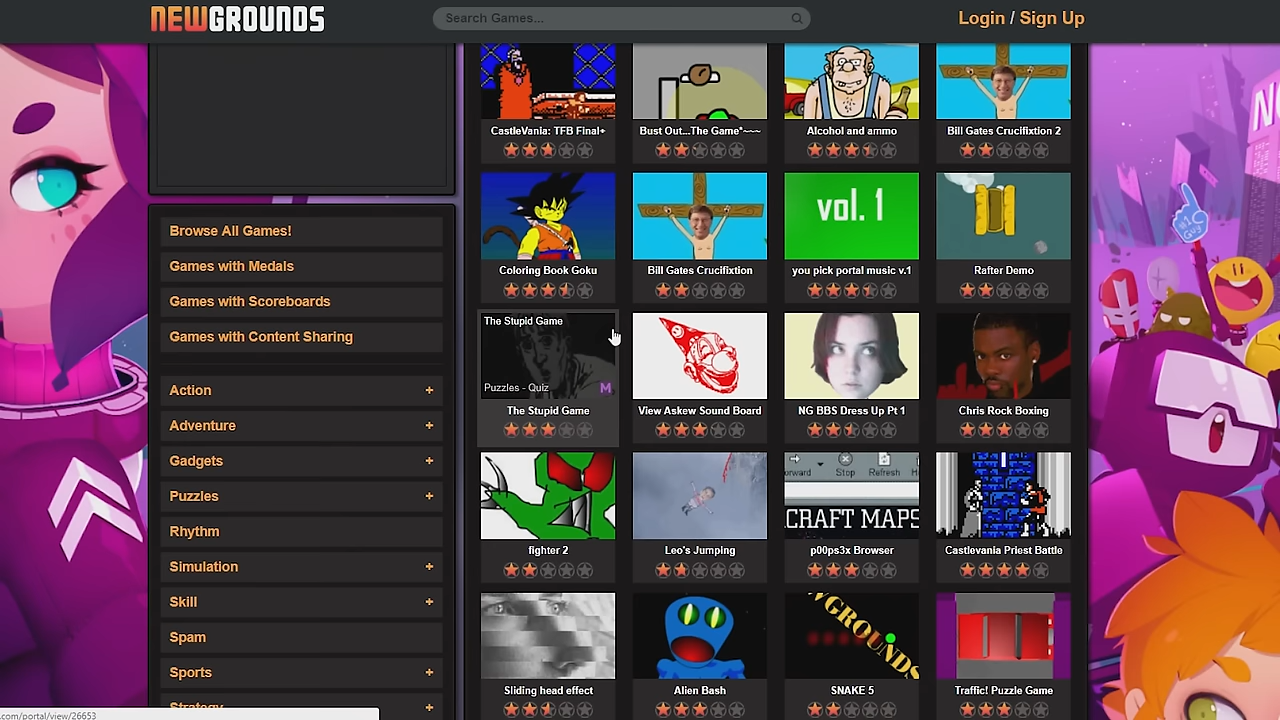 NEWGROUNDS
Search Games...
Login / Sign Up
CastleVania: TFB Final+
Bust Out...The Game*~~~
Alcohol and ammo
Bill Gates Crucifixtion 2
Browse All Games!
Games with Medals
Games with Scoreboards
Games with Content Sharing
Action +
Adventure +
Gadgets +
Puzzles +
Rhythm
Simulation +
Skill +
Spam
Sports +
Strategy +
vol. 1
Coloring Book Goku
Bill Gates Crucifixtion
you pick portal music v.1
Rafter Demo
The Stupid Game
Puzzles - Quiz
M
The Stupid Game
View Askew Sound Board
NG BBS Dress Up Pt 1
Chris Rock Boxing
orward Stop Refresh
CRAFT MAPS
fighter 2
Leo's Jumping
p00ps3x Browser
Castlevania Priest Battle
WGROUNDS
Sliding head effect
Alien Bash
SNAKE 5
Traffic! Puzzle Game
#1
Guy
.com/portal/view/26653